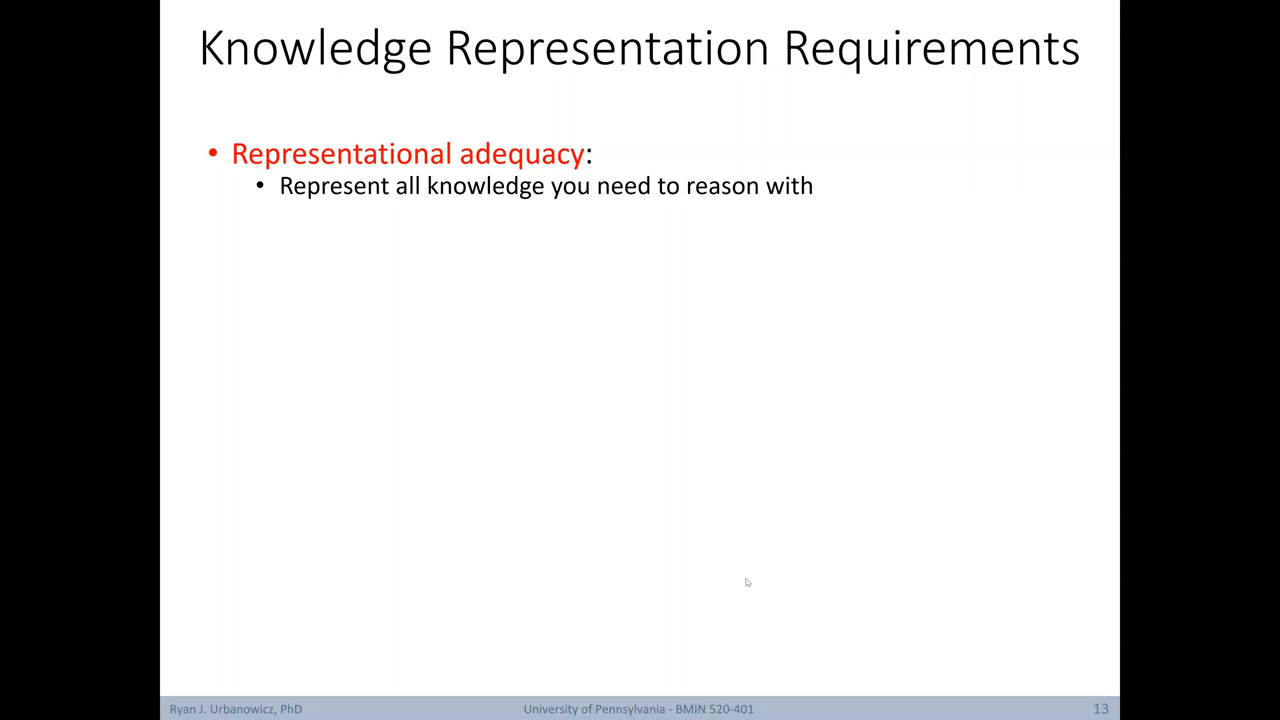 Knowledge Representation Requirements
• Representational adequacy:
• Represent all knowledge you need to reason with
Ryan J. Urbanowicz, PhD
University of Pennsylvania - BMIN 520-401
13